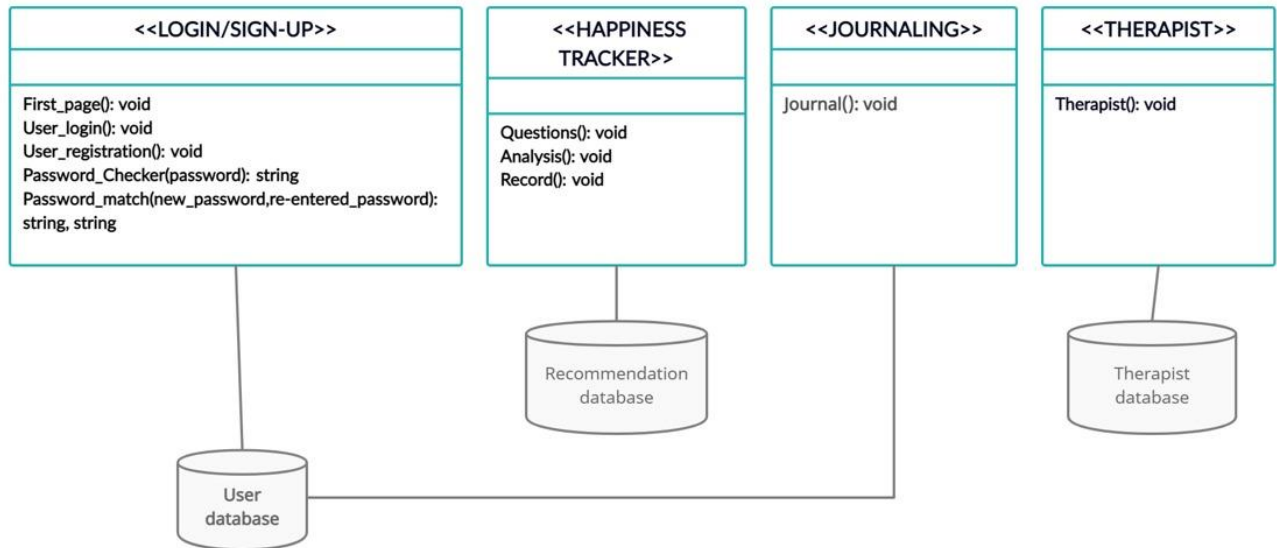 <<LOGIN/SIGN-UP>>
First_page(): void
User_login(): void
User_registration(): void
Password_Checker(password): string
Password_match(new_password,re-entered_password):
string, string
<<HAPPINESS
TRACKER>>
Questions(): void
Analysis(): void
Record(): void
<<JOURNALING>>
Journal(): void
<<THERAPIST>>
Therapist(): void
Recommendation
database
Therapist
database
User
database